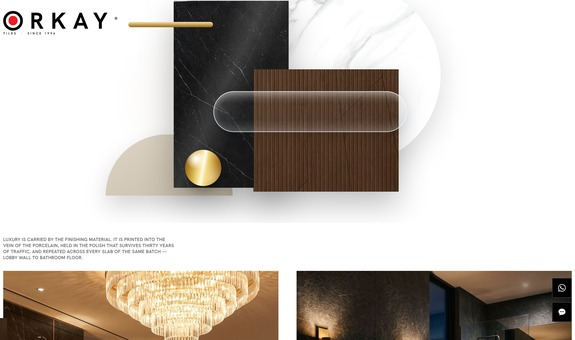 ORKAY
TILES SINCE 1994
LUXURY IS CARRIED BY THE FINISHING MATERIAL. IT IS PRINTED INTO THE
VEIN OF THE PORCELAIN, HELD IN THE POLISH THAT SURVIVES THIRTY YEARS
OF TRAFFIC, AND REPEATED ACROSS EVERY SLAB OF THE SAME BATCH —
LOBBY WALL TO BATHROOM FLOOR.